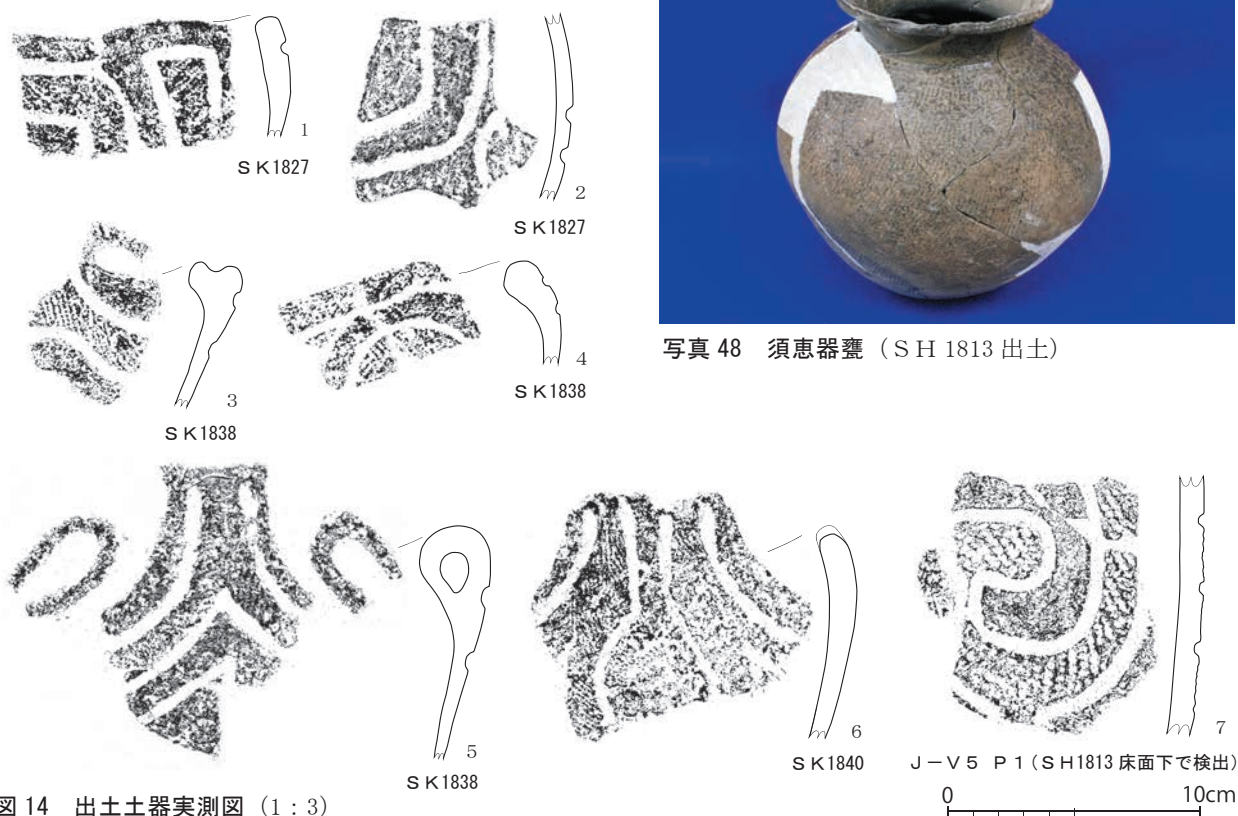 1
ＳＫ1827
2
ＳＫ1827
写真 48　須恵器甕（ＳＨ 1813 出土）
3
ＳＫ1838
4
ＳＫ1838
5
ＳＫ1838
6
ＳＫ1840
7
Ｊ－Ｖ５ Ｐ１（ＳＨ1813 床面下で検出）
図 14　出土土器実測図（1：3）
0 10cm